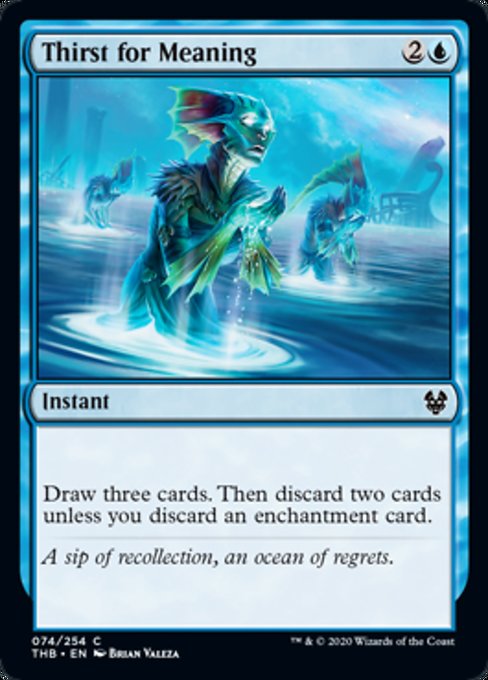 Thirst for Meaning 2
Instant
Draw three cards. Then discard two cards
unless you discard an enchantment card.
A sip of recollection, an ocean of regrets.
074/254 C
THB • EN Brian Valeza
™ & © 2020 Wizards of the Coast